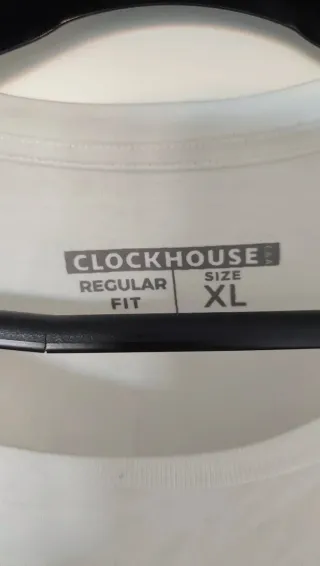 CLOCKHOUSE C&A
REGULAR FIT
SIZE XL